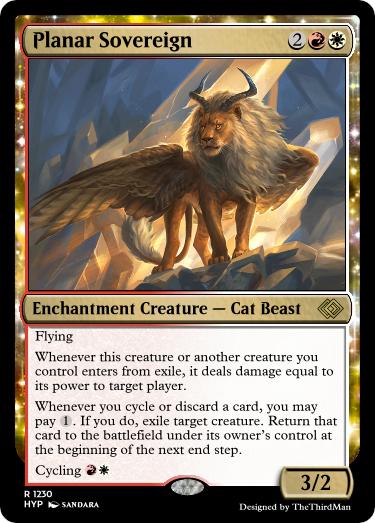 Planar Sovereign 2
Enchantment Creature — Cat Beast
Flying
Whenever this creature or another creature you
control enters from exile, it deals damage equal to
its power to target player.
Whenever you cycle or discard a card, you may
pay 1. If you do, exile target creature. Return that
card to the battlefield under its owner's control at
the beginning of the next end step.
Cycling
3/2
R 1230
HYP SANDARA
Designed by TheThirdMan